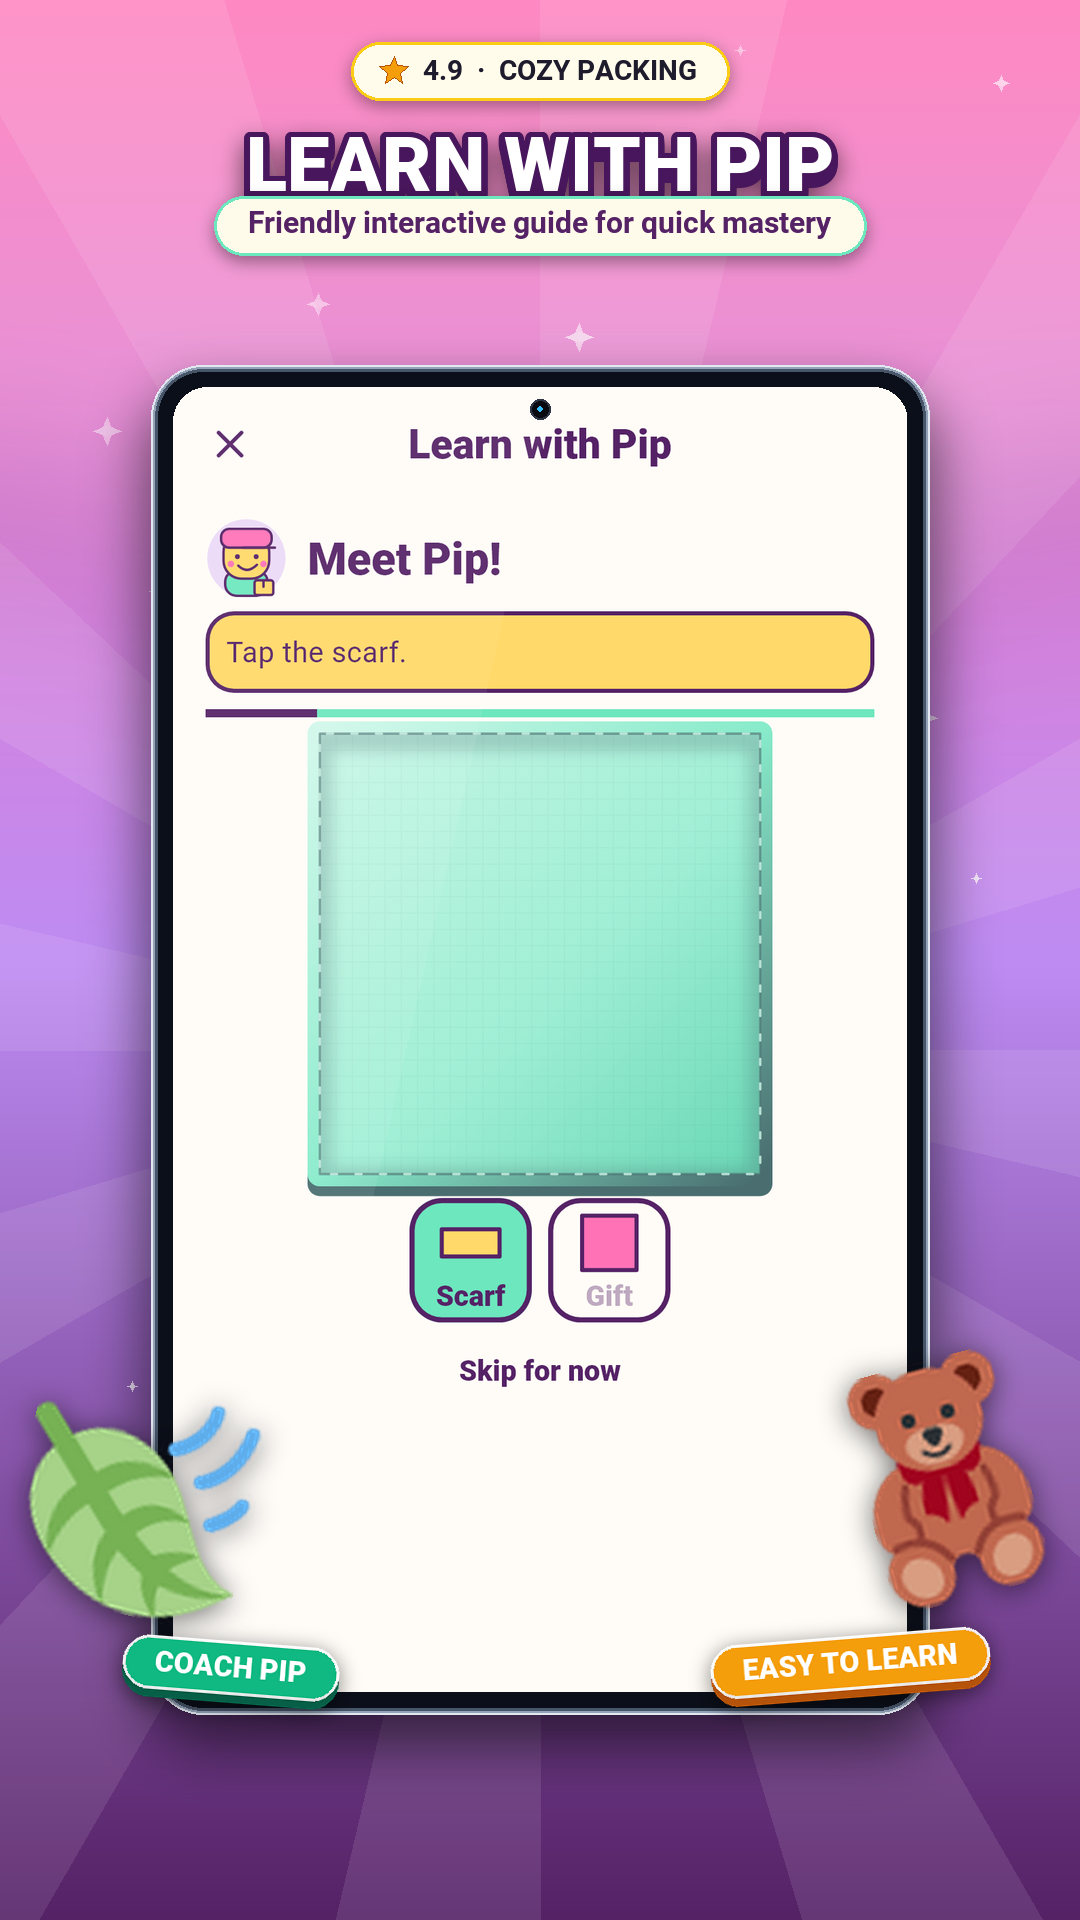 4.9 · COZY PACKING
LEARN WITH PIP
Friendly interactive guide for quick mastery
Learn with Pip
Meet Pip!
Tap the scarf.
Scarf
Gift
Skip for now
COACH PIP
EASY TO LEARN